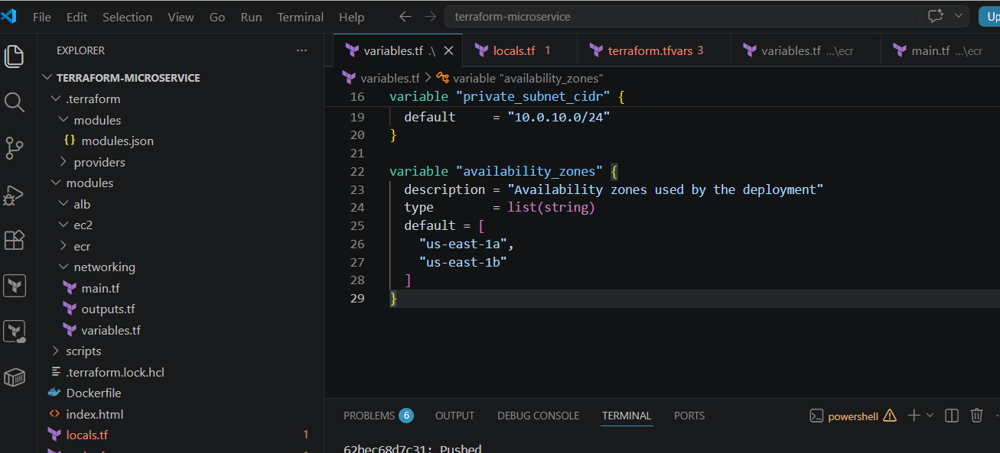 File Edit Selection View Go Run Terminal Help
terraform-microservice
Up
EXPLORER
TERRAFORM-MICROSERVICE
.terraform
modules
{} modules.json
providers
modules
alb
ec2
ecr
networking
main.tf
outputs.tf
variables.tf
scripts
.terraform.lock.hcl
Dockerfile
<> index.html
locals.tf 1
variables.tf .\ locals.tf 1 terraform.tfvars 3 variables.tf ...\ecr main.tf ...\ecr
variables.tf > variable "availability_zones"
16 variable "private_subnet_cidr" {
19 default     = "10.0.10.0/24"
20 }
21
22 variable "availability_zones" {
23 description = "Availability zones used by the deployment"
24 type        = list(string)
25 default = [
26 "us-east-1a",
27 "us-east-1b"
28 ]
29 }
PROBLEMS 6 OUTPUT DEBUG CONSOLE TERMINAL PORTS
powershell
62bec68d7c31: Pushed